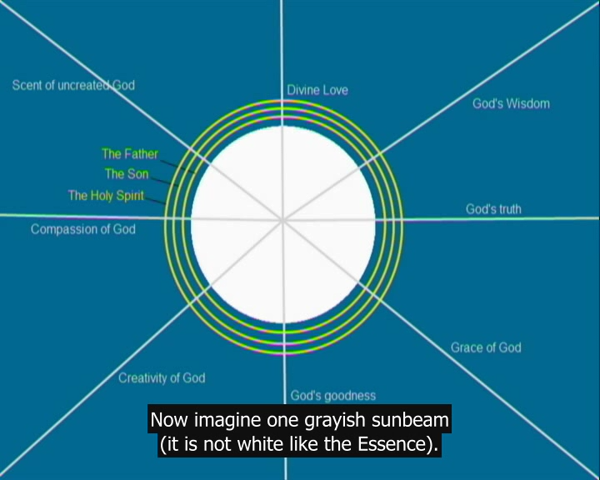 Scent of uncreated God
Divine Love
God's Wisdom
The Father
The Son
The Holy Spirit
God's truth
Compassion of God
Grace of God
Creativity of God
God's goodness
Now imagine one grayish sunbeam
(it is not white like the Essence).